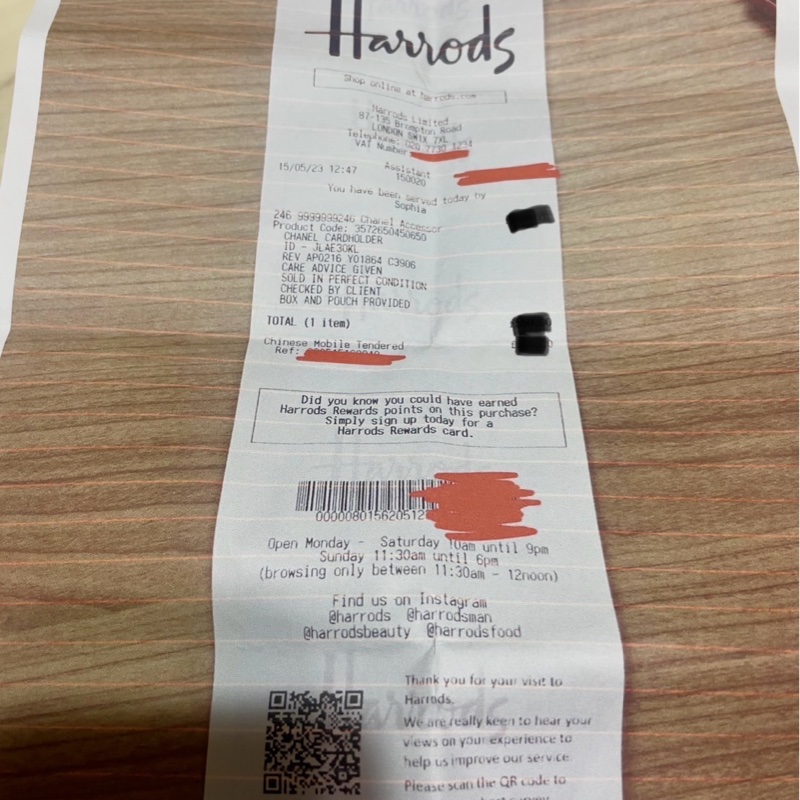 Harrods
Shop online at harrods.com
Harrods Limited
87-135 Brompton Road
LONDON SW1X 7XL
Telephone: 020 7730 1234
VAT Number
15/05/23 12:47 Assistant
150020
You have been served today by
Sophia
246 9999999246 Chanel Accessor
Product Code: 3572650450650
CHANEL CARDHOLDER
ID - JLAE30KL
REV AP0216 Y01864 C3906
CARE ADVICE GIVEN
SOLD IN PERFECT CONDITION
CHECKED BY CLIENT
BOX AND POUCH PROVIDED
TOTAL (1 item)
Chinese Mobile Tendered
Ref:
Did you know you could have earned
Harrods Rewards points on this purchase?
Simply sign up today for a
Harrods Rewards card.
000008015620512
Open Monday - Saturday 10am until 9pm
Sunday 11:30am until 6pm
(browsing only between 11:30am - 12noon)
Find us on Instagram
@harrods @harrodsman
@harrodsbeauty @harrodsfood
Thank you for your visit to
Harrods.
We are really keen to hear your
views on your experience to
help us improve our service.
Please scan the QR code to